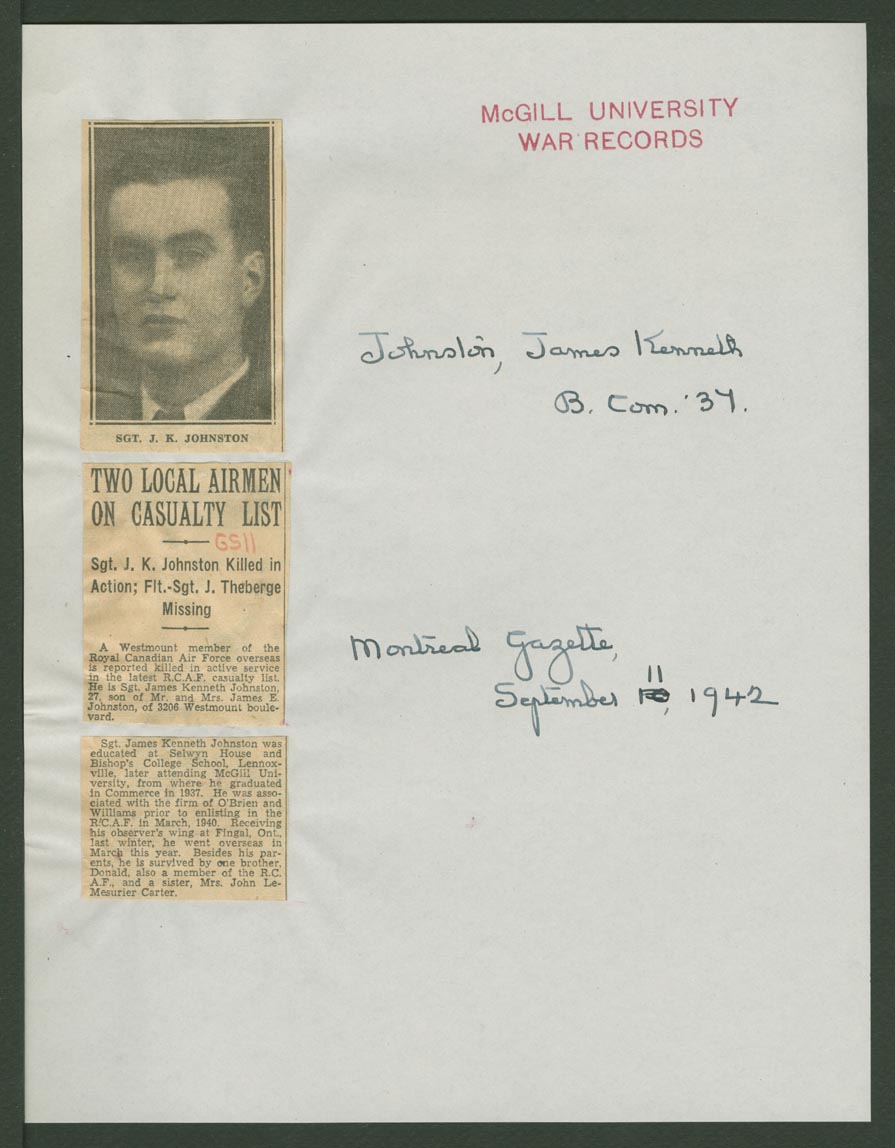 McGILL UNIVERSITY
WAR RECORDS
SGT. J. K. JOHNSTON
Johnston, James Kenneth
B. Com. '37.
TWO LOCAL AIRMEN
ON CASUALTY LIST
GS11
Sgt. J. K. Johnston Killed in
Action; Flt.-Sgt. J. Theberge
Missing
A Westmount member of the
Royal Canadian Air Force overseas
is reported killed in active service
in the latest R.C.A.F. casualty list.
He is Sgt. James Kenneth Johnston,
27, son of Mr. and Mrs. James E.
Johnston, of 3206 Westmount boule-
vard.
Montreal Gazette,
September 11, 1942
Sgt. James Kenneth Johnston was
educated at Selwyn House and
Bishop's College School, Lennox-
ville, later attending McGill Uni-
versity, from where he graduated
in Commerce in 1937. He was asso-
ciated with the firm of O'Brien and
Williams prior to enlisting in the
R.C.A.F. in March, 1940. Receiving
his observer's wing at Fingal, Ont.,
last winter, he went overseas in
March this year. Besides his par-
ents, he is survived by one brother,
Donald, also a member of the R.C.
A.F., and a sister, Mrs. John Le-
Mesurier Carter.